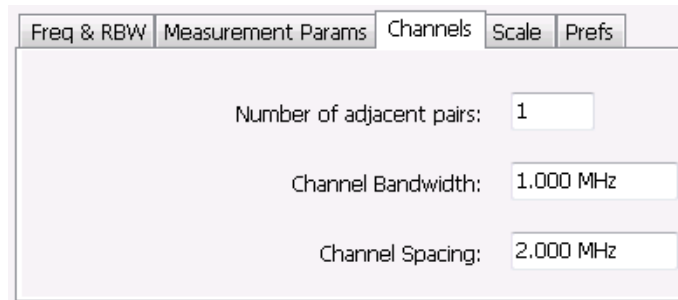 Freq & RBW Measurement Params Channels Scale Prefs
Number of adjacent pairs: 1
Channel Bandwidth: 1.000 MHz
Channel Spacing: 2.000 MHz